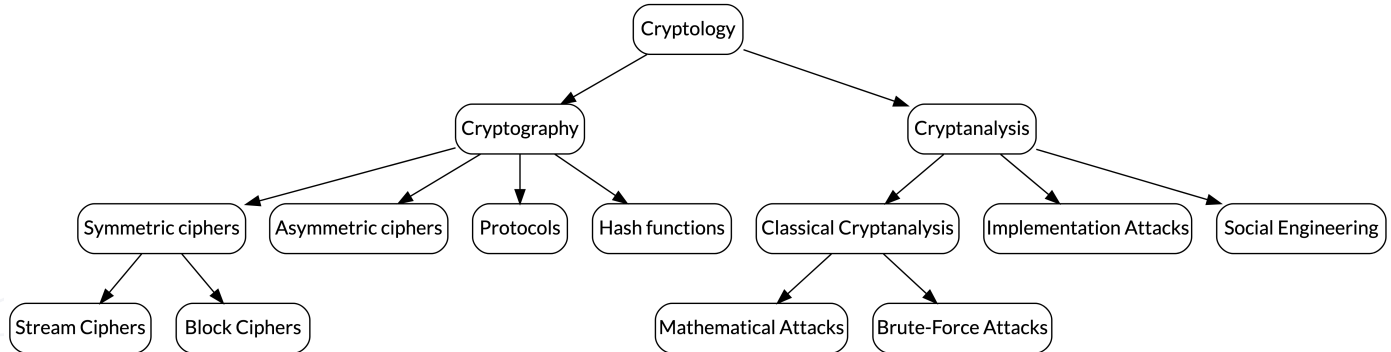 Cryptology
Cryptography
Cryptanalysis
Symmetric ciphers
Asymmetric ciphers
Protocols
Hash functions
Classical Cryptanalysis
Implementation Attacks
Social Engineering
Stream Ciphers
Block Ciphers
Mathematical Attacks
Brute-Force Attacks